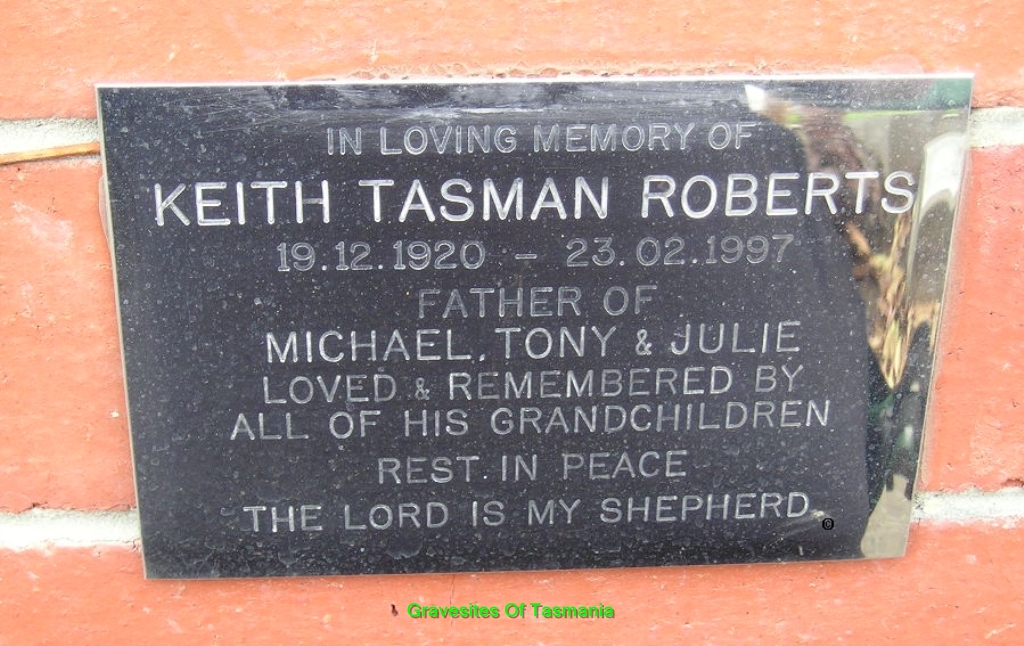 IN LOVING MEMORY OF
KEITH TASMAN ROBERTS
19.12.1920 – 23.02.1997
FATHER OF
MICHAEL, TONY & JULIE
LOVED & REMEMBERED BY
ALL OF HIS GRANDCHILDREN
REST IN PEACE
THE LORD IS MY SHEPHERD
©
Gravesites Of Tasmania